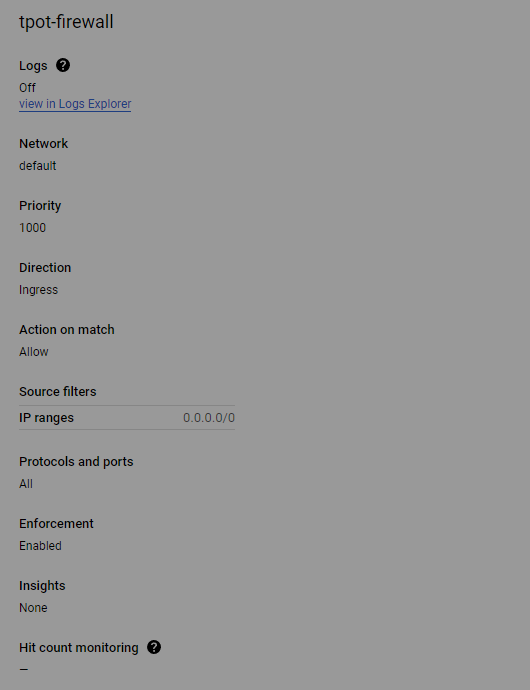 tpot-firewall
Logs
Off
view in Logs Explorer
Network
default
Priority
1000
Direction
Ingress
Action on match
Allow
Source filters
IP ranges 0.0.0.0/0
Protocols and ports
All
Enforcement
Enabled
Insights
None
Hit count monitoring
—